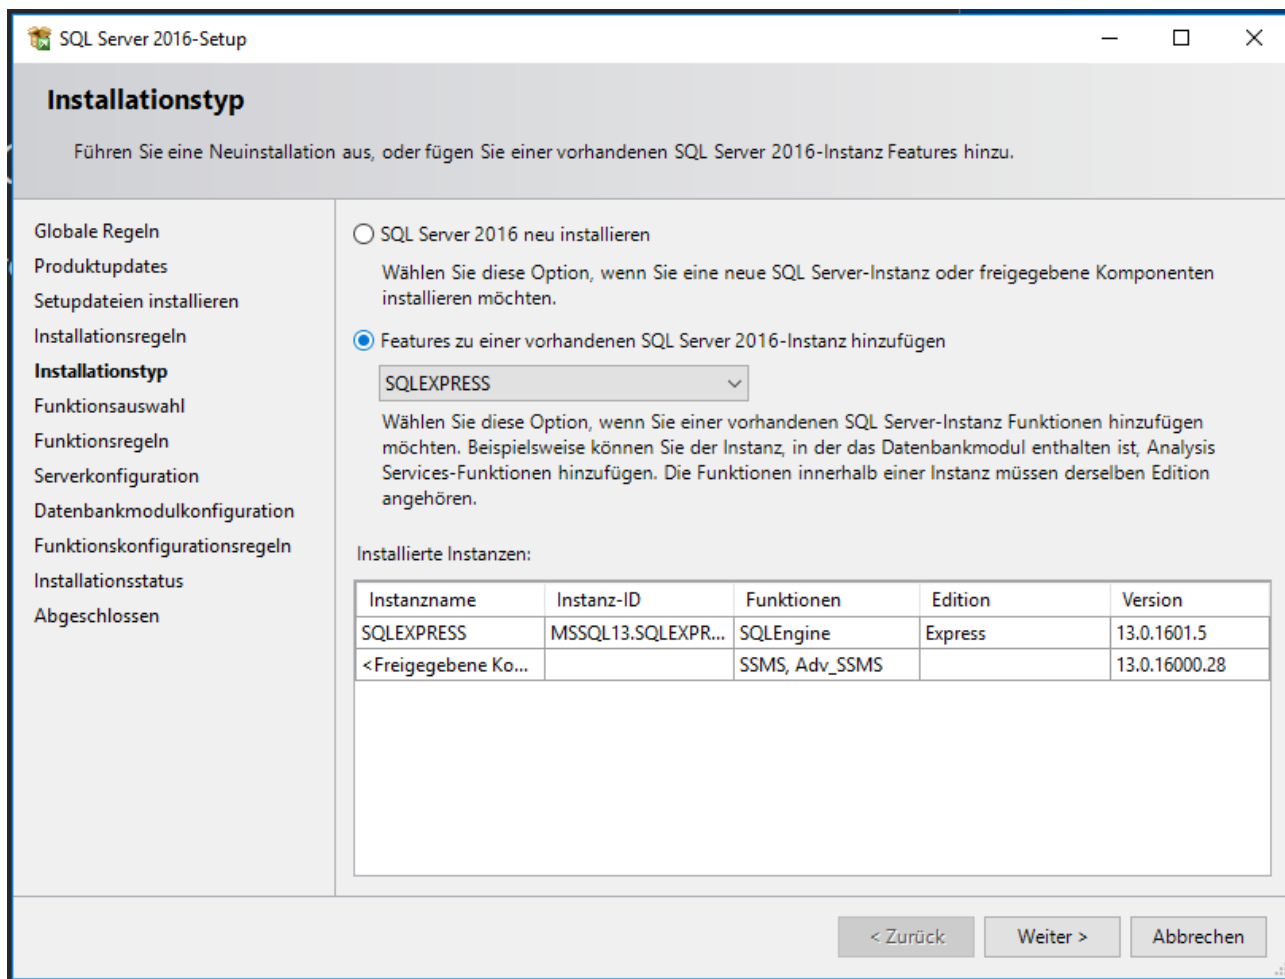 SQL Server 2016-Setup
Installationstyp
Führen Sie eine Neuinstallation aus, oder fügen Sie einer vorhandenen SQL Server 2016-Instanz Features hinzu.
Globale Regeln
Produktupdates
Setupdateien installieren
Installationsregeln
Installationstyp
Funktionsauswahl
Funktionsregeln
Serverkonfiguration
Datenbankmodulkonfiguration
Funktionskonfigurationsregeln
Installationsstatus
Abgeschlossen
SQL Server 2016 neu installieren
Wählen Sie diese Option, wenn Sie eine neue SQL Server-Instanz oder freigegebene Komponenten
installieren möchten.
Features zu einer vorhandenen SQL Server 2016-Instanz hinzufügen
SQLEXPRESS
Wählen Sie diese Option, wenn Sie einer vorhandenen SQL Server-Instanz Funktionen hinzufügen
möchten. Beispielsweise können Sie der Instanz, in der das Datenbankmodul enthalten ist, Analysis
Services-Funktionen hinzufügen. Die Funktionen innerhalb einer Instanz müssen derselben Edition
angehören.
Installierte Instanzen:
Instanzname Instanz-ID Funktionen Edition Version
SQLEXPRESS MSSQL13.SQLEXPR... SQLEngine Express 13.0.1601.5
<Freigegebene Ko... SSMS, Adv_SSMS 13.0.16000.28
< Zurück Weiter > Abbrechen